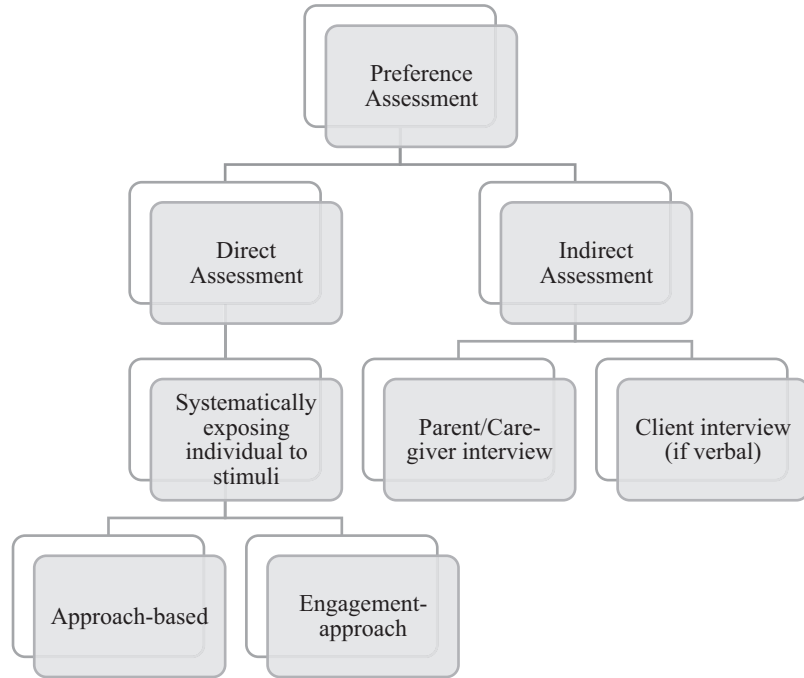 Preference
Assessment
Direct
Assessment
Indirect
Assessment
Systematically
exposing
individual to
stimuli
Parent/Care-
giver interview
Client interview
(if verbal)
Approach-based
Engagement-
approach